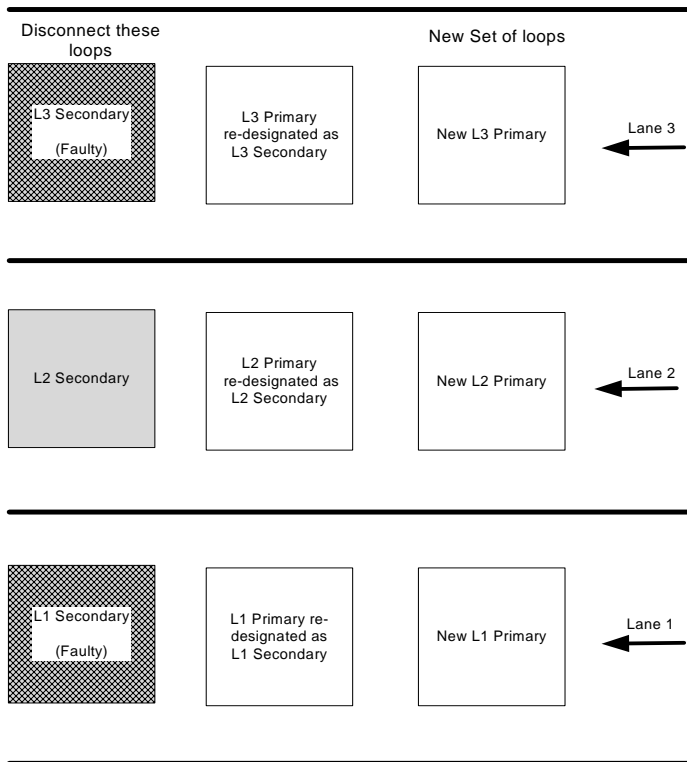 Disconnect these
loops
New Set of loops
L3 Secondary
(Faulty)
L3 Primary
re-designated as
L3 Secondary
New L3 Primary
Lane 3
L2 Secondary
L2 Primary
re-designated as
L2 Secondary
New L2 Primary
Lane 2
L1 Secondary
(Faulty)
L1 Primary re-
designated as
L1 Secondary
New L1 Primary
Lane 1